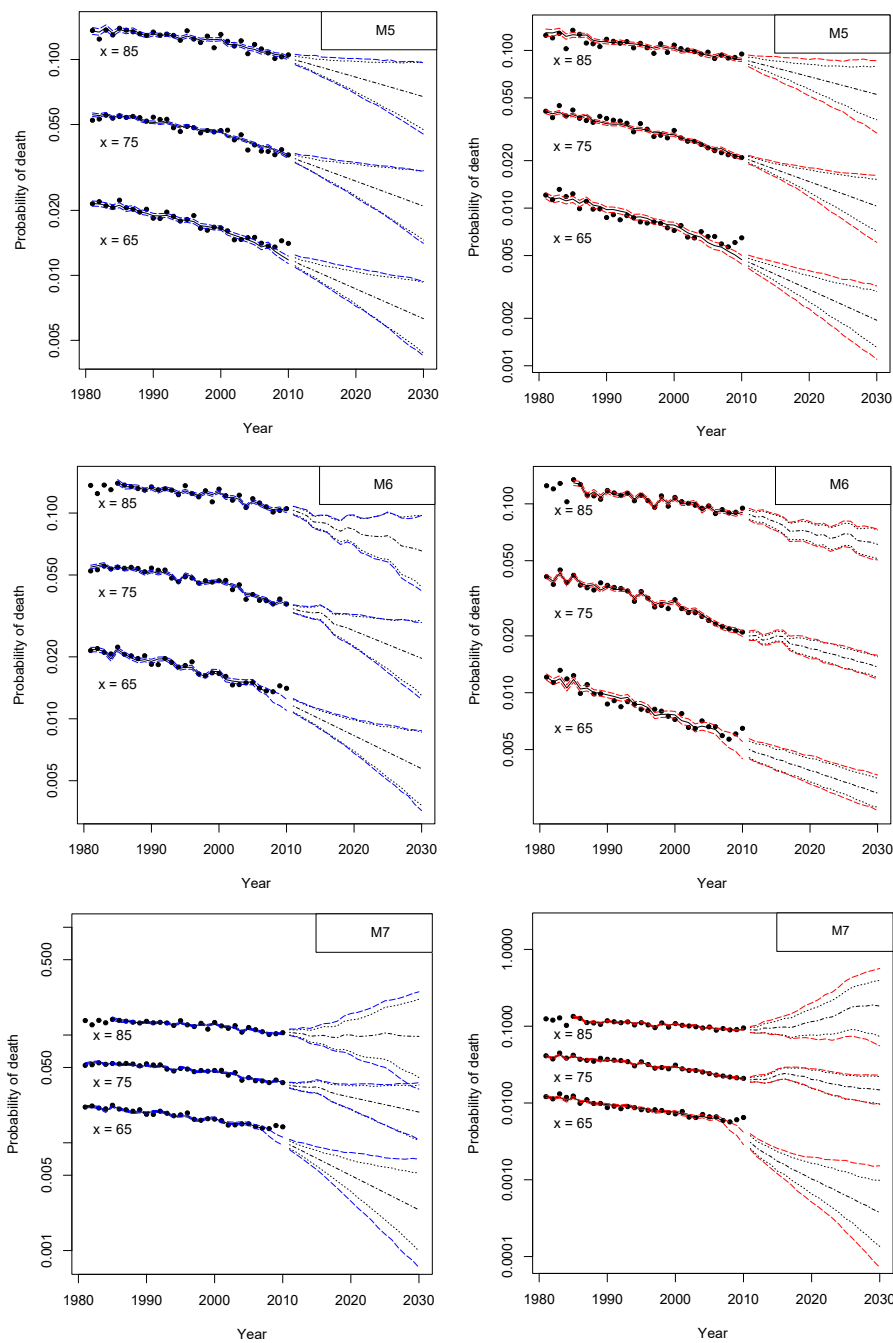 M5
Probability of death
0.100
0.050
0.020
0.010
0.005
x = 85
x = 75
x = 65
1980 1990 2000 2010 2020 2030
Year
M5
Probability of death
0.100
0.050
0.020
0.010
0.005
0.002
0.001
x = 85
x = 75
x = 65
1980 1990 2000 2010 2020 2030
Year
M6
Probability of death
0.100
0.050
0.020
0.010
0.005
x = 85
x = 75
x = 65
1980 1990 2000 2010 2020 2030
Year
M6
Probability of death
0.100
0.050
0.020
0.010
0.005
x = 85
x = 75
x = 65
1980 1990 2000 2010 2020 2030
Year
M7
Probability of death
0.500
0.050
0.005
0.001
x = 85
x = 75
x = 65
1980 1990 2000 2010 2020 2030
Year
M7
Probability of death
1.0000
0.1000
0.0100
0.0010
0.0001
x = 85
x = 75
x = 65
1980 1990 2000 2010 2020 2030
Year